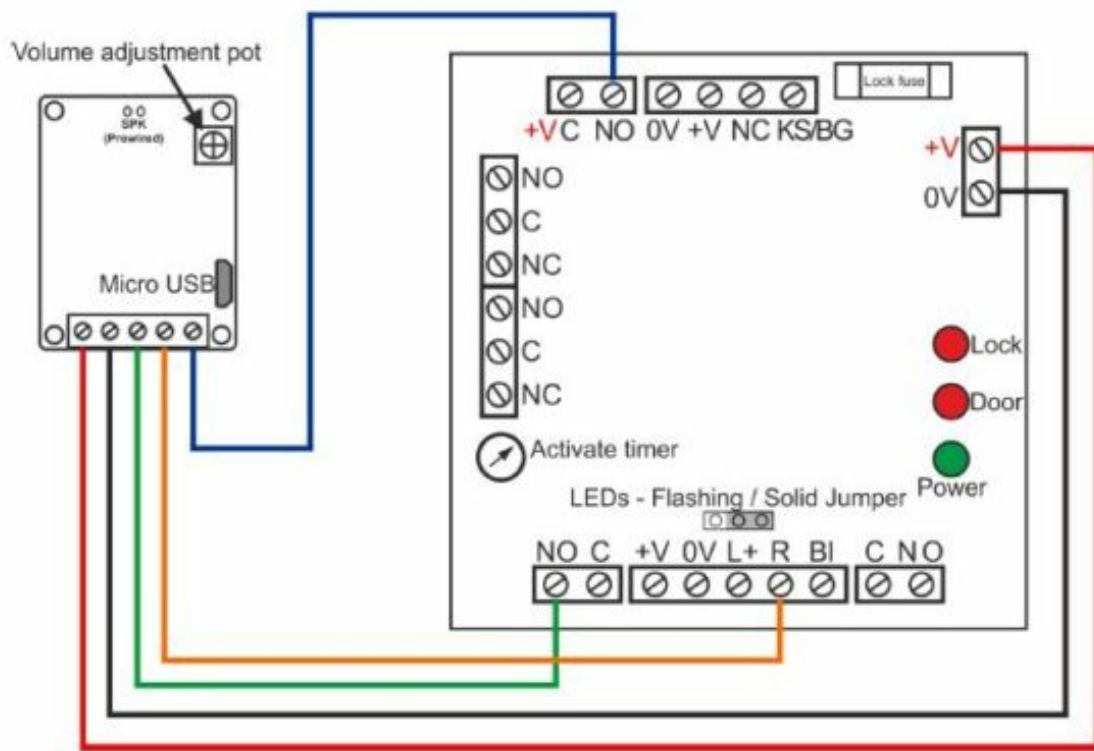 Volume adjustment pot
SPK
(Prewired)
Micro USB
Lock fuse
+V C NO 0V +V NC KS/BG
+V
0V
NO
C
NC
NO
C
NC
Lock
Door
Power
Activate timer
LEDs - Flashing / Solid Jumper
NO C +V 0V L+ R BI C NO